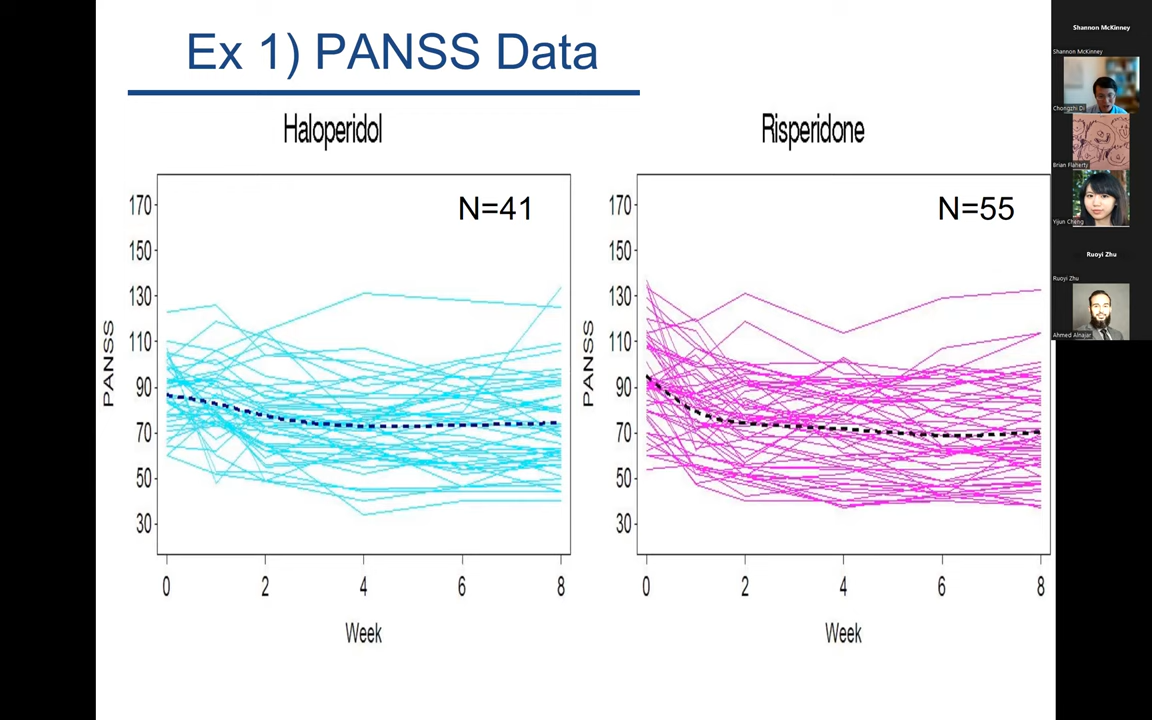 Ex 1) PANSS Data
Haloperidol
N=41
170
150
130
110
90
70
50
30
PANSS
0 2 4 6 8
Week
Risperidone
N=55
170
150
130
110
90
70
50
30
PANSS
0 2 4 6 8
Week
Shannon McKinney
Shannon McKinney
Chongzhi Di
Brian Flaherty
Yijun Cheng
Ruoyi Zhu
Ruoyi Zhu
Ahmed Alnajar